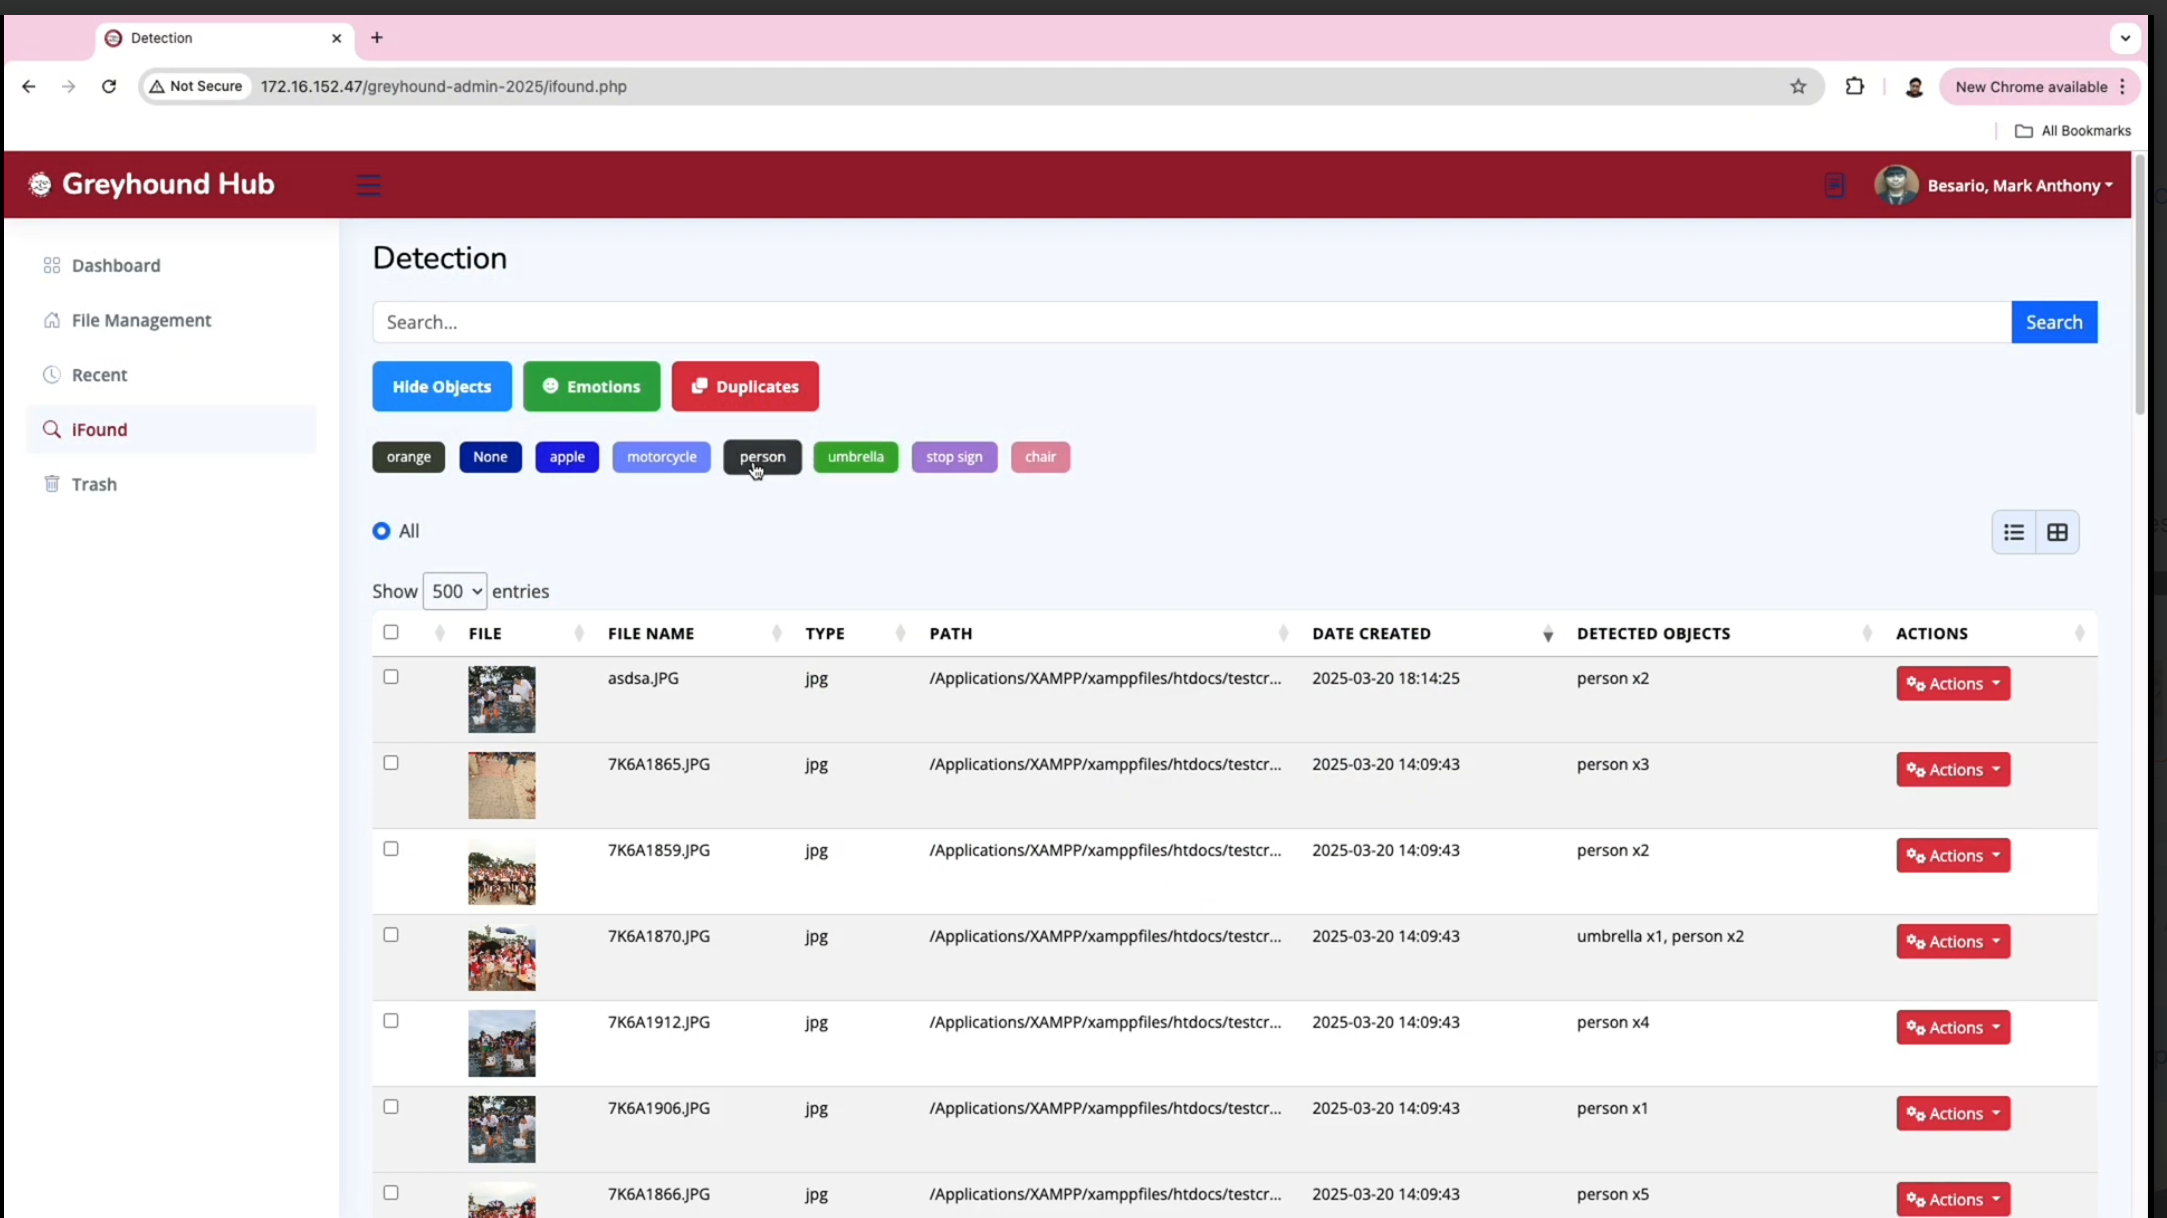 Detection
Not Secure 172.16.152.47/greyhound-admin-2025/ifound.php New Chrome available
All Bookmarks
Greyhound Hub Besario, Mark Anthony
Dashboard
File Management
Recent
iFound
Trash
Detection
Search... Search
Hide Objects Emotions Duplicates
orange None apple motorcycle person umbrella stop sign chair
All
Show 500 entries
FILE FILE NAME TYPE PATH DATE CREATED DETECTED OBJECTS ACTIONS
asdsa.JPG jpg /Applications/XAMPP/xamppfiles/htdocs/testcr... 2025-03-20 18:14:25 person x2 Actions
7K6A1865.JPG jpg /Applications/XAMPP/xamppfiles/htdocs/testcr... 2025-03-20 14:09:43 person x3 Actions
7K6A1859.JPG jpg /Applications/XAMPP/xamppfiles/htdocs/testcr... 2025-03-20 14:09:43 person x2 Actions
7K6A1870.JPG jpg /Applications/XAMPP/xamppfiles/htdocs/testcr... 2025-03-20 14:09:43 umbrella x1, person x2 Actions
7K6A1912.JPG jpg /Applications/XAMPP/xamppfiles/htdocs/testcr... 2025-03-20 14:09:43 person x4 Actions
7K6A1906.JPG jpg /Applications/XAMPP/xamppfiles/htdocs/testcr... 2025-03-20 14:09:43 person x1 Actions
7K6A1866.JPG jpg /Applications/XAMPP/xamppfiles/htdocs/testcr... 2025-03-20 14:09:43 person x5 Actions